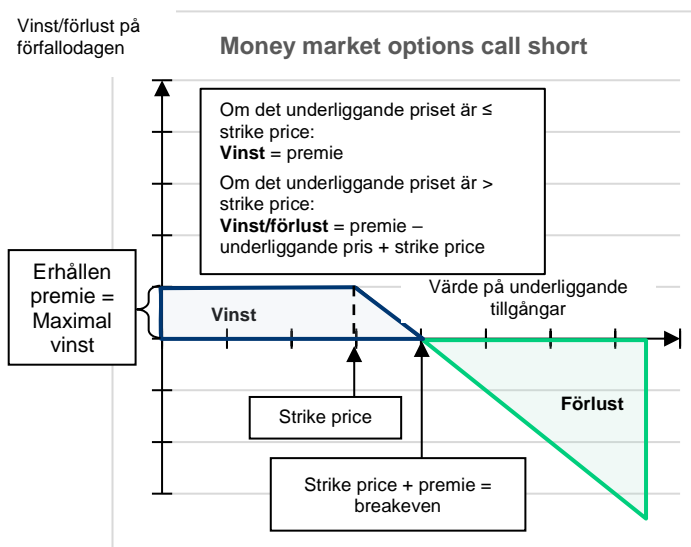 Vinst/förlust på
förfallodagen
Money market options call short
Om det underliggande priset är ≤
strike price:
Vinst = premie
Om det underliggande priset är >
strike price:
Vinst/förlust = premie –
underliggande pris + strike price
Erhållen
premie =
Maximal
vinst
Vinst
Värde på underliggande
tillgångar
Förlust
Strike price
Strike price + premie =
breakeven